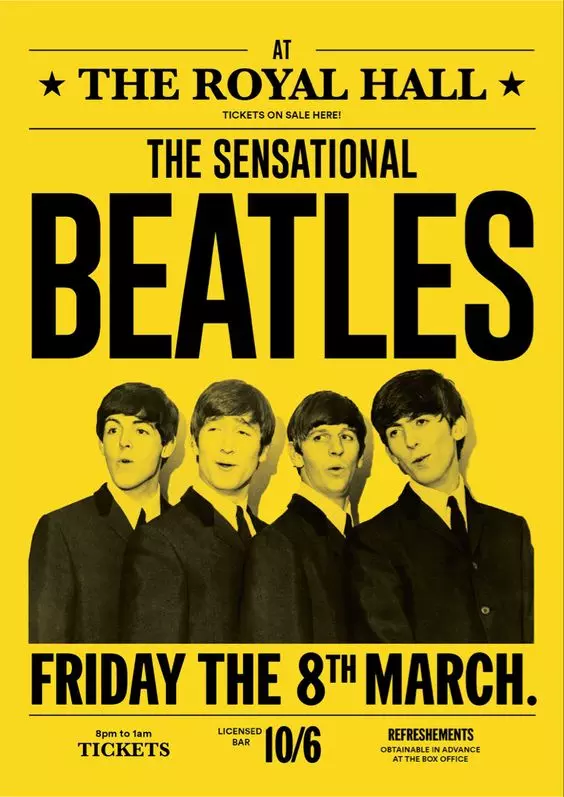 AT
THE ROYAL HALL
TICKETS ON SALE HERE!
THE SENSATIONAL
BEATLES
FRIDAY THE 8TH MARCH.
8pm to 1am
TICKETS
LICENSED
BAR
10/6
REFRESHEMENTS
OBTAINABLE IN ADVANCE
AT THE BOX OFFICE